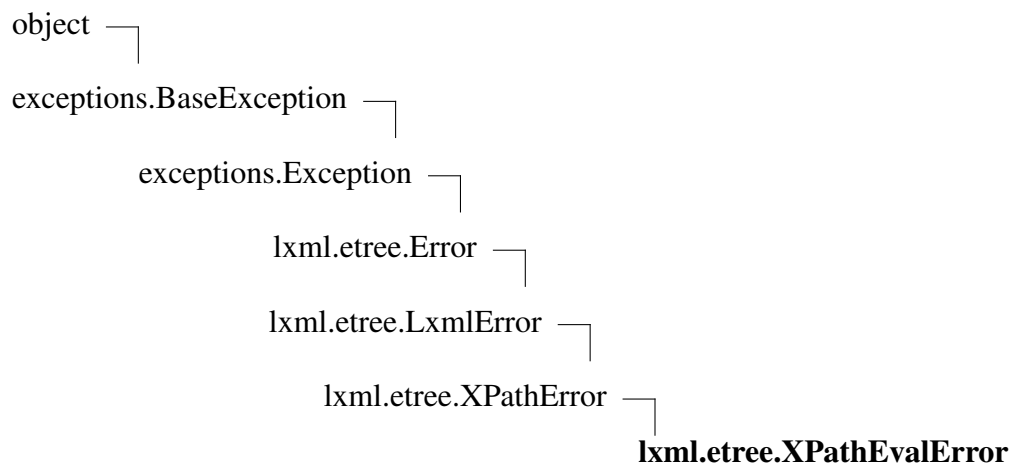 object
exceptions.BaseException
exceptions.Exception
lxml.etree.Error
lxml.etree.LxmlError
lxml.etree.XPathError
lxml.etree.XPathEvalError